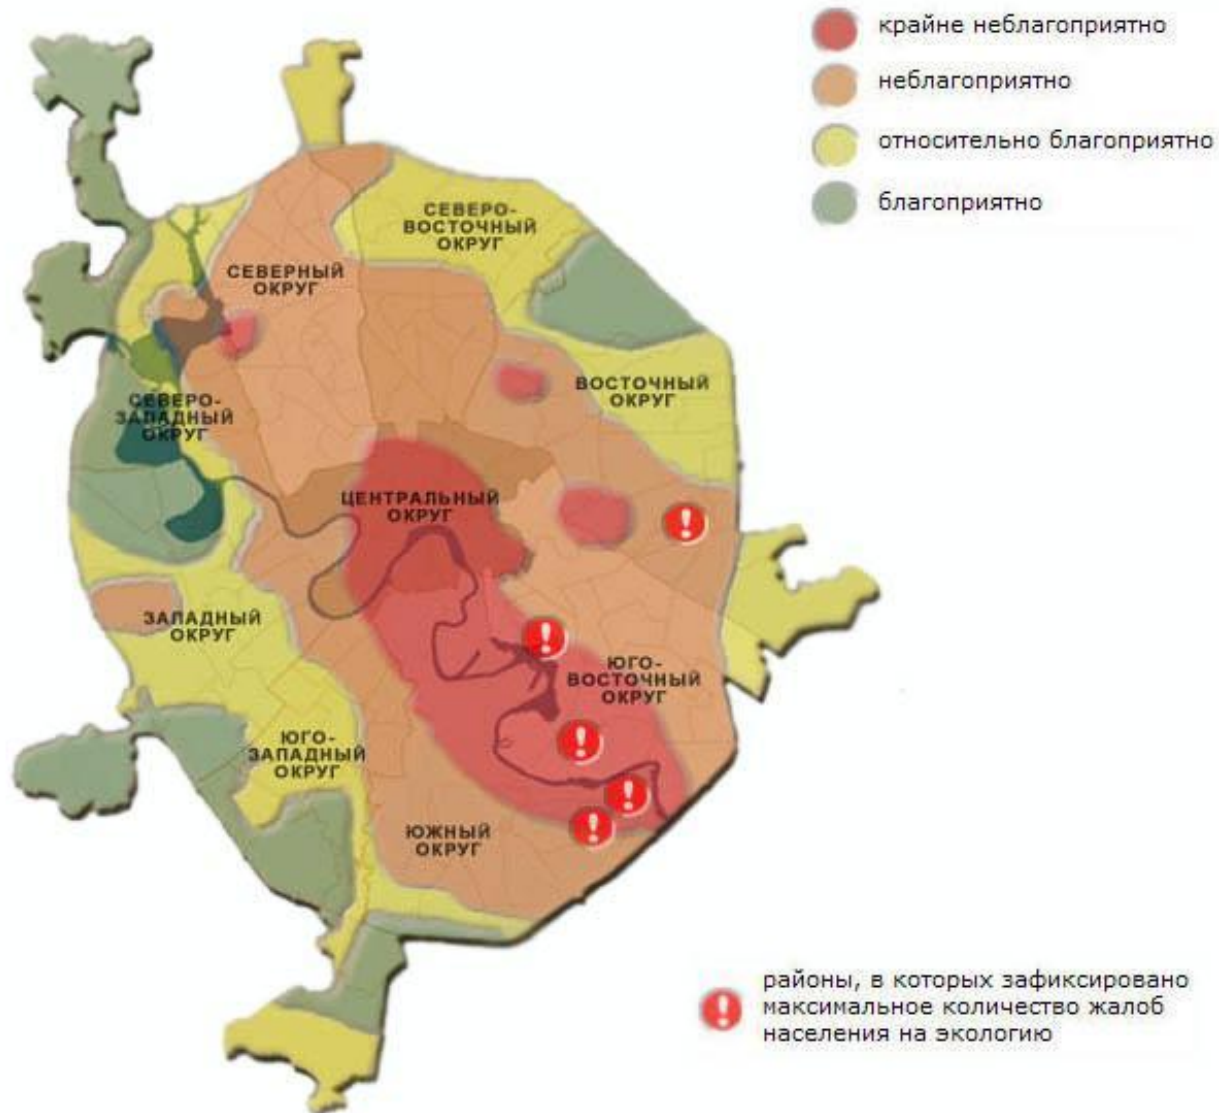 крайне неблагоприятно
неблагоприятно
относительно благоприятно
благоприятно
СЕВЕРО-
ВОСТОЧНЫЙ
ОКРУГ
СЕВЕРНЫЙ
ОКРУГ
ВОСТОЧНЫЙ
ОКРУГ
СЕВЕРО-
ЗАПАДНЫЙ
ОКРУГ
ЦЕНТРАЛЬНЫЙ
ОКРУГ
ЗАПАДНЫЙ
ОКРУГ
ЮГО-
ВОСТОЧНЫЙ
ОКРУГ
ЮГО-
ЗАПАДНЫЙ
ОКРУГ
ЮЖНЫЙ
ОКРУГ
районы, в которых зафиксировано
максимальное количество жалоб
населения на экологию